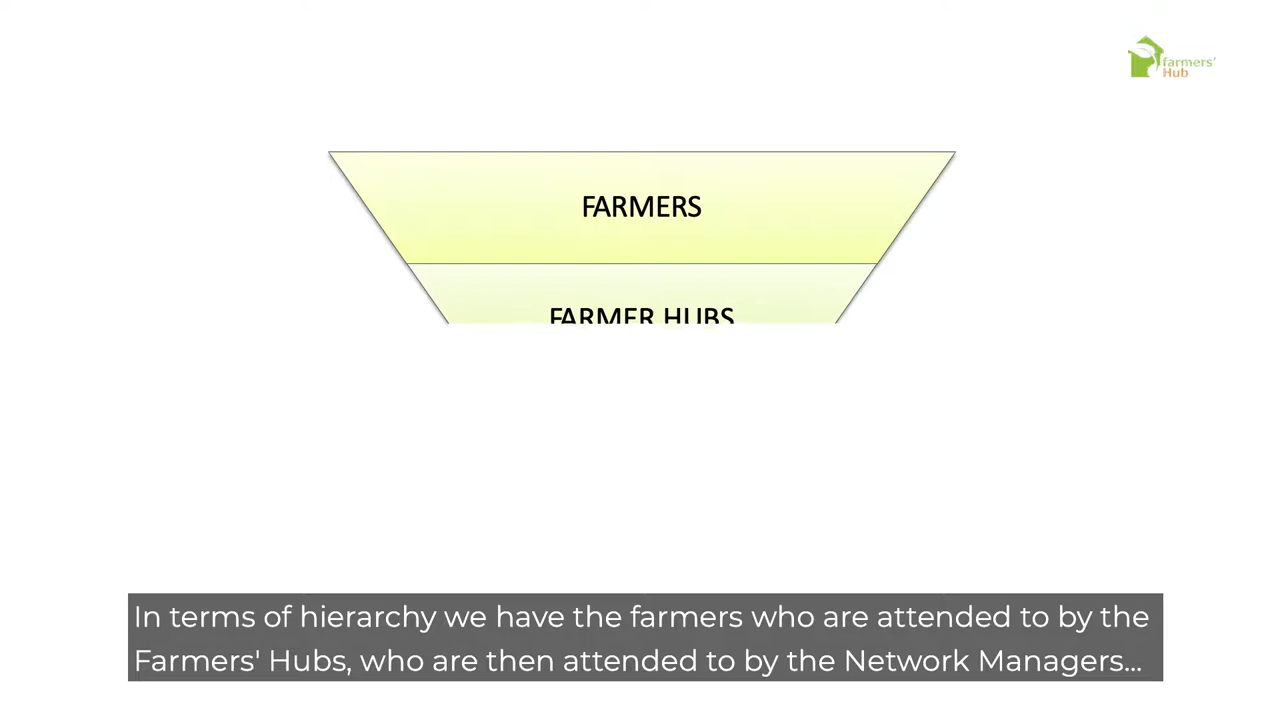 farmers'
Hub
FARMERS
FARMER HUBS
In terms of hierarchy we have the farmers who are attended to by the
Farmers' Hubs, who are then attended to by the Network Managers...